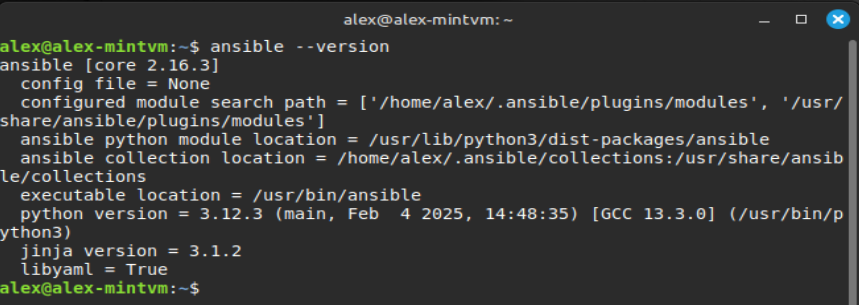 alex@alex-mintvm: ~
alex@alex-mintvm:~$ ansible --version
ansible [core 2.16.3]
  config file = None
  configured module search path = ['/home/alex/.ansible/plugins/modules', '/usr/
share/ansible/plugins/modules']
  ansible python module location = /usr/lib/python3/dist-packages/ansible
  ansible collection location = /home/alex/.ansible/collections:/usr/share/ansib
le/collections
  executable location = /usr/bin/ansible
  python version = 3.12.3 (main, Feb  4 2025, 14:48:35) [GCC 13.3.0] (/usr/bin/p
ython3)
  jinja version = 3.1.2
  libyaml = True
alex@alex-mintvm:~$